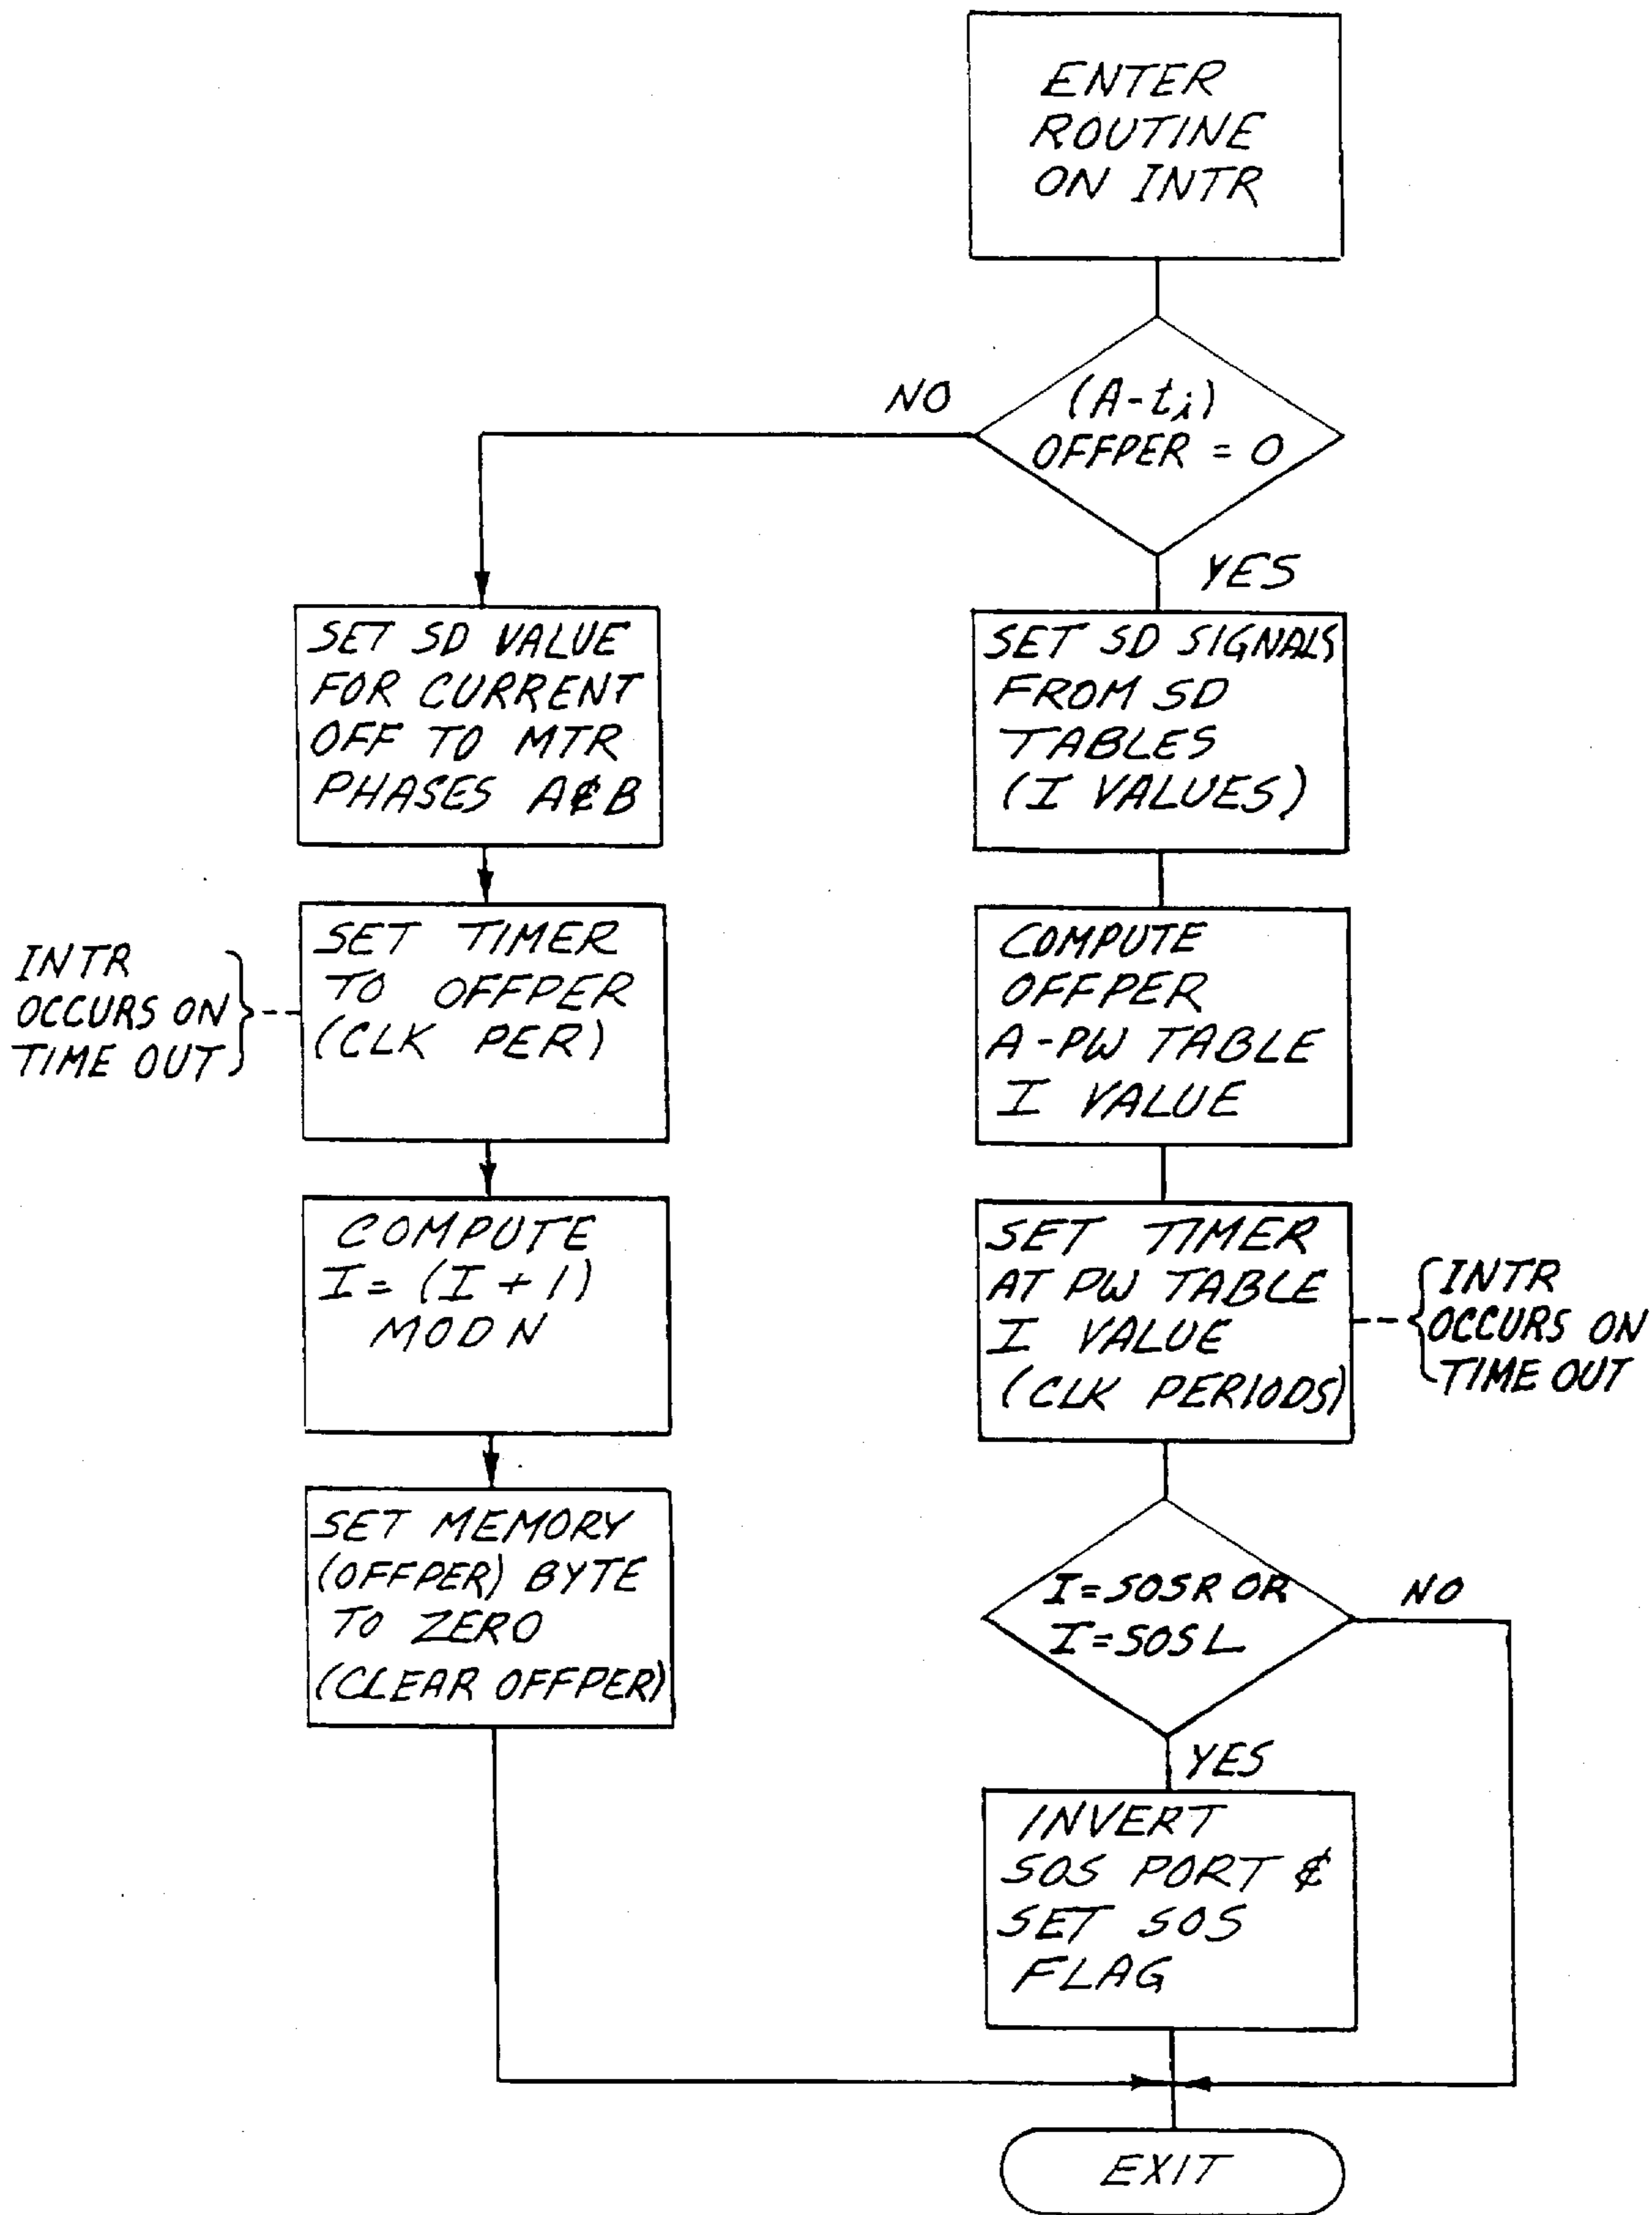 ENTER
ROUTINE
ON INTR
(A-ti)
OFFPER = 0
NO
YES
SET SD VALUE
FOR CURRENT
OFF TO MTR
PHASES A&B
SET TIMER
TO OFFPER
(CLK PER)
INTR
OCCURS ON
TIME OUT
COMPUTE
I = (I + 1)
MOD N
SET MEMORY
(OFFPER) BYTE
TO ZERO
(CLEAR OFFPER)
SET SD SIGNALS
FROM SD
TABLES
(I VALUES)
COMPUTE
OFFPER
A-PW TABLE
I VALUE
SET TIMER
AT PW TABLE
I VALUE
(CLK PERIODS)
INTR
OCCURS ON
TIME OUT
I=SOSR OR
I=SOSL
NO
YES
INVERT
SOS PORT &
SET SOS
FLAG
EXIT